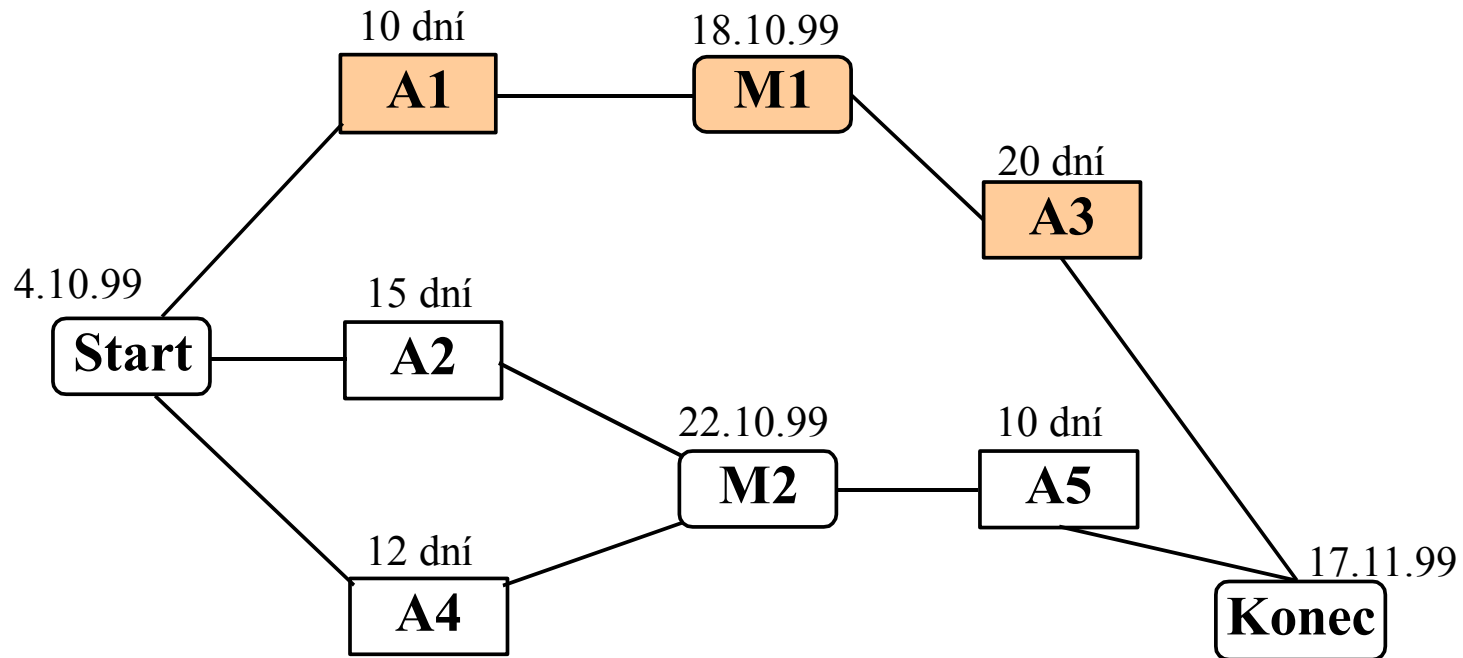 10 dní
A1
18.10.99
M1
20 dní
A3
4.10.99
Start
15 dní
A2
22.10.99
M2
10 dní
A5
12 dní
A4
17.11.99
Konec